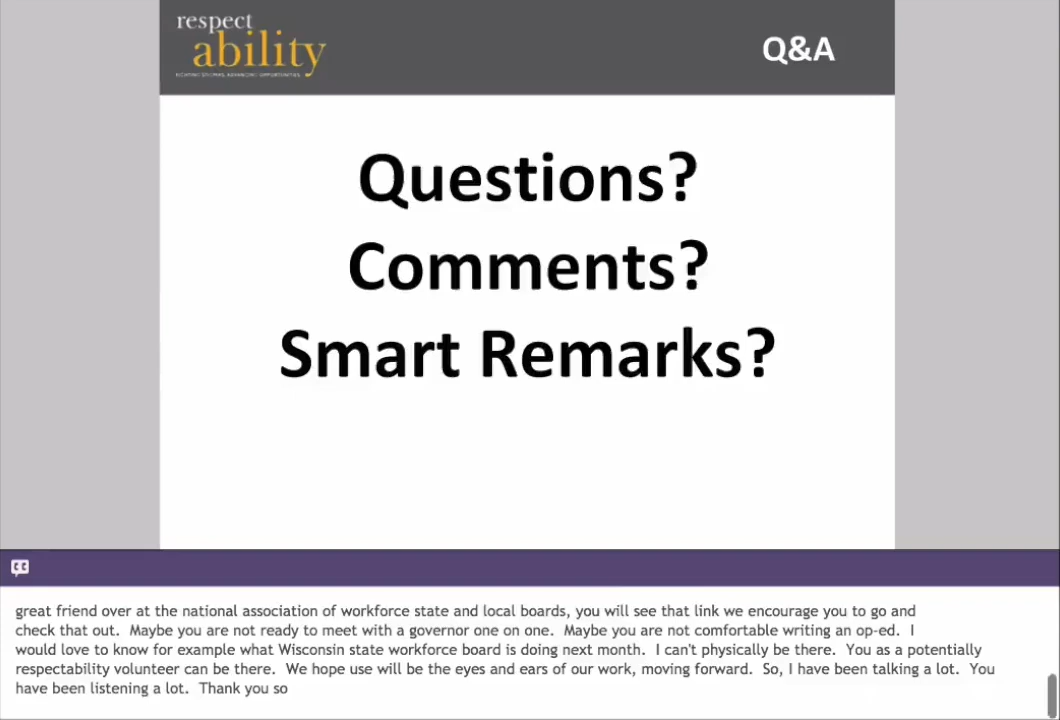 respect
ability
Q&A
Questions?
Comments?
Smart Remarks?
great friend over at the national association of workforce state and local boards, you will see that link we encourage you to go and
check that out.  Maybe you are not ready to meet with a governor one on one.  Maybe you are not comfortable writing an op-ed.  I
would love to know for example what Wisconsin state workforce board is doing next month.  I can't physically be there.  You as a potentially
respectability volunteer can be there.  We hope use will be the eyes and ears of our work, moving forward.  So, I have been talking a lot.  You
have been listening a lot.  Thank you so